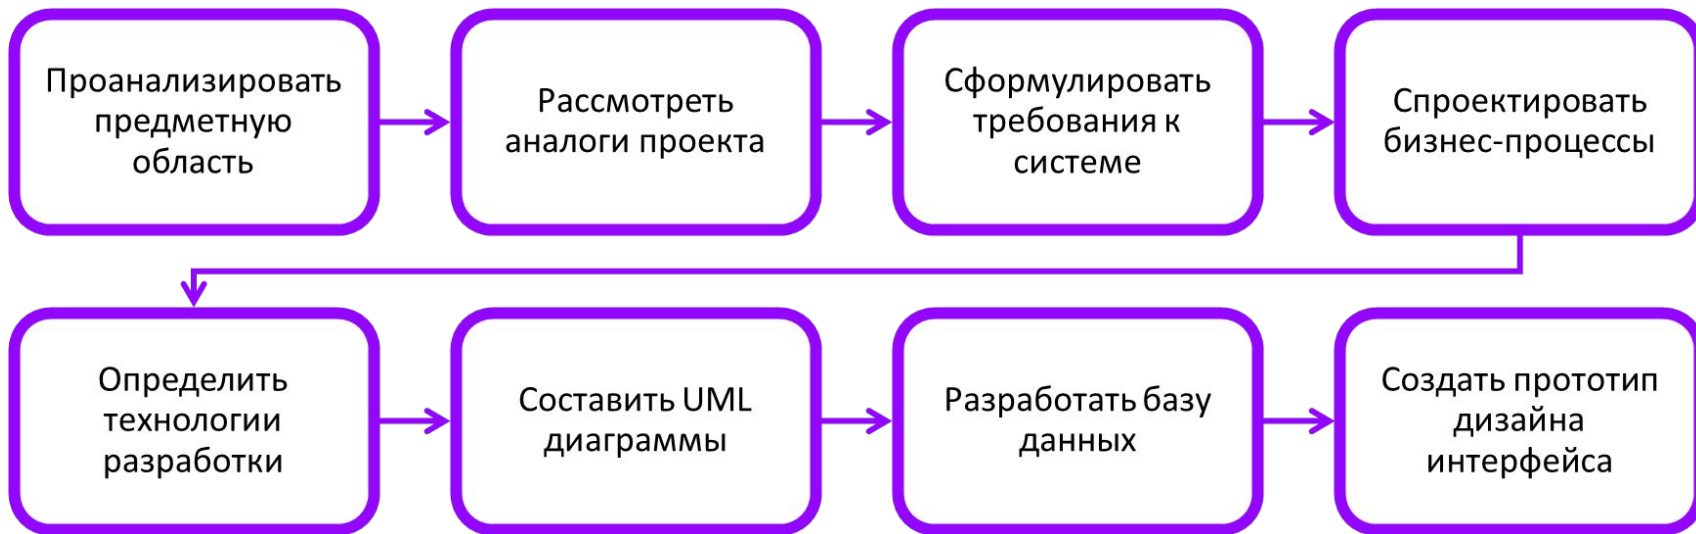 Проанализировать
предметную
область
Рассмотреть
аналоги проекта
Сформулировать
требования к
системе
Спроектировать
бизнес-процессы
Определить
технологии
разработки
Составить UML
диаграммы
Разработать базу
данных
Создать прототип
дизайна
интерфейса